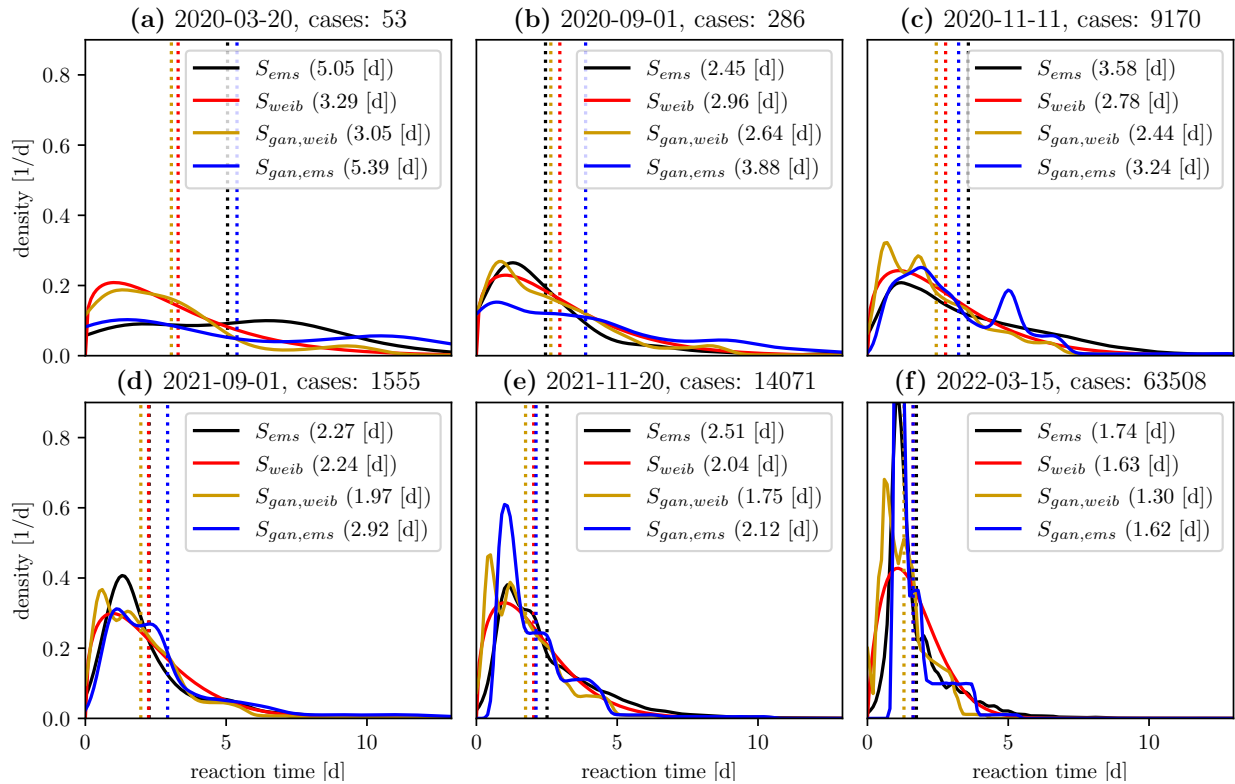 (a) 2020-03-20, cases: 53
(b) 2020-09-01, cases: 286
(c) 2020-11-11, cases: 9170
density [1/d]
0.8
0.6
0.4
0.2
0.0
S_ems (5.05 [d])
S_weib (3.29 [d])
S_gan,weib (3.05 [d])
S_gan,ems (5.39 [d])
S_ems (2.45 [d])
S_weib (2.96 [d])
S_gan,weib (2.64 [d])
S_gan,ems (3.88 [d])
S_ems (3.58 [d])
S_weib (2.78 [d])
S_gan,weib (2.44 [d])
S_gan,ems (3.24 [d])
(d) 2021-09-01, cases: 1555
(e) 2021-11-20, cases: 14071
(f) 2022-03-15, cases: 63508
density [1/d]
0.8
0.6
0.4
0.2
0.0
S_ems (2.27 [d])
S_weib (2.24 [d])
S_gan,weib (1.97 [d])
S_gan,ems (2.92 [d])
S_ems (2.51 [d])
S_weib (2.04 [d])
S_gan,weib (1.75 [d])
S_gan,ems (2.12 [d])
S_ems (1.74 [d])
S_weib (1.63 [d])
S_gan,weib (1.30 [d])
S_gan,ems (1.62 [d])
0 5 10
0 5 10
0 5 10
reaction time [d]
reaction time [d]
reaction time [d]